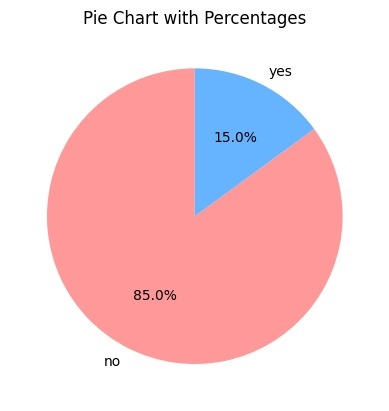 Pie Chart with Percentages
yes
15.0%
85.0%
no